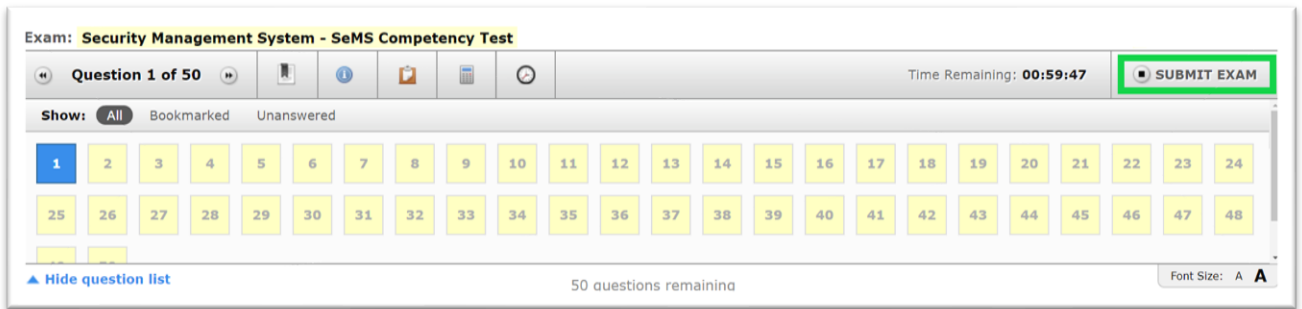 Exam: Security Management System - SeMS Competency Test
Question 1 of 50 Time Remaining: 00:59:47 SUBMIT EXAM
Show: All Bookmarked Unanswered
1 2 3 4 5 6 7 8 9 10 11 12 13 14 15 16 17 18 19 20 21 22 23 24
25 26 27 28 29 30 31 32 33 34 35 36 37 38 39 40 41 42 43 44 45 46 47 48
Hide question list 50 questions remaining Font Size: A A